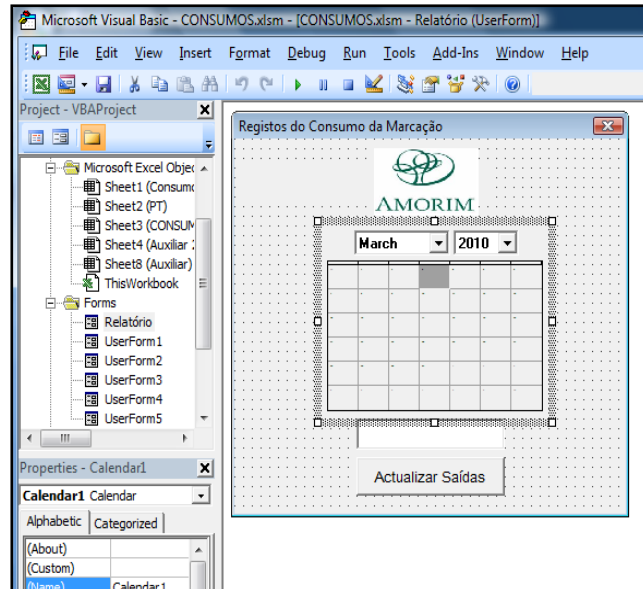 Microsoft Visual Basic - CONSUMOS.xlsm - [CONSUMOS.xlsm - Relatório (UserForm)]
File Edit View Insert Format Debug Run Tools Add-Ins Window Help
Project - VBAProject
Microsoft Excel Objec
Sheet1 (Consumo
Sheet2 (PT)
Sheet3 (CONSUM
Sheet4 (Auxiliar 2
Sheet8 (Auxiliar)
ThisWorkbook
Forms
Relatório
UserForm1
UserForm2
UserForm3
UserForm4
UserForm5
Properties - Calendar1
Calendar1 Calendar
Alphabetic Categorized
(About)
(Custom)
(Name) Calendar1
Registos do Consumo da Marcação
AMORIM
March 2010
Actualizar Saídas